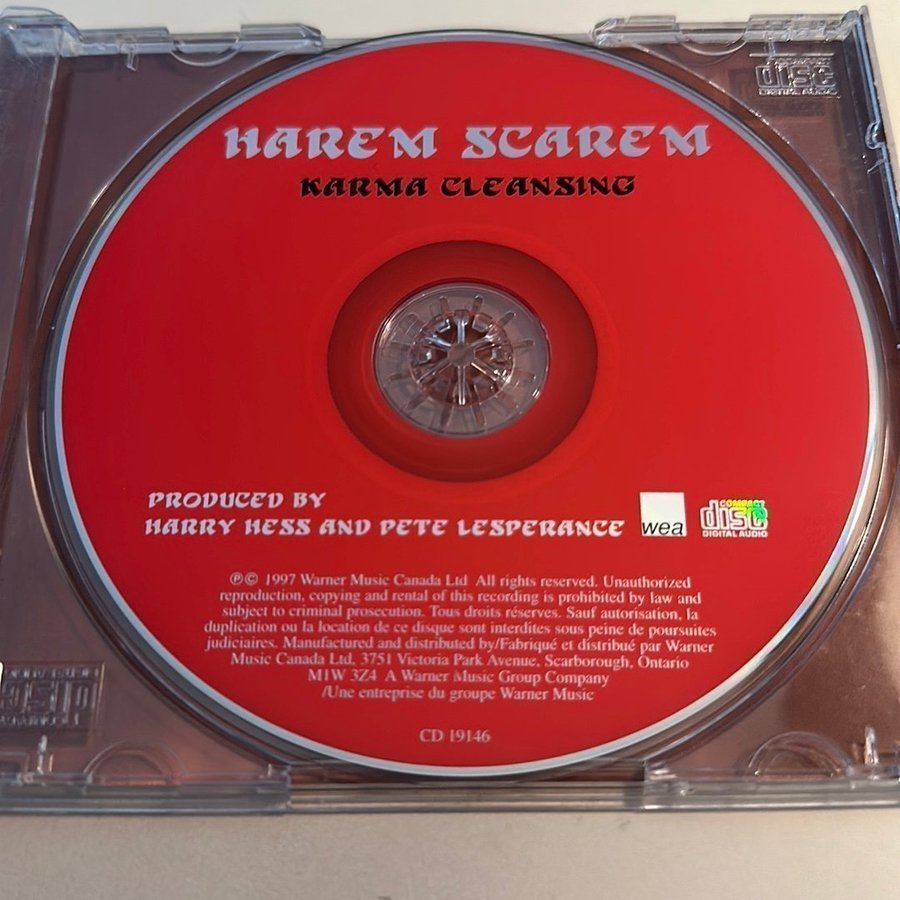 disc
DIGITAL AUDIO
HAREM SCAREM
KARMA CLEANSING
PRODUCED BY
HARRY HESS AND PETE LESPERANCE
wea
COMPACT
disc
DIGITAL AUDIO
℗© 1997 Warner Music Canada Ltd All rights reserved. Unauthorized
reproduction, copying and rental of this recording is prohibited by law and
subject to criminal prosecution. Tous droits réserves. Sauf autorisation, la
duplication ou la location de ce disque sont interdites sous peine de poursuites
judiciaires. Manufactured and distributed by/Fabriqué et distribué par Warner
Music Canada Ltd, 3751 Victoria Park Avenue, Scarborough, Ontario
M1W 3Z4 A Warner Music Group Company
/Une entreprise du groupe Warner Music
CD 19146